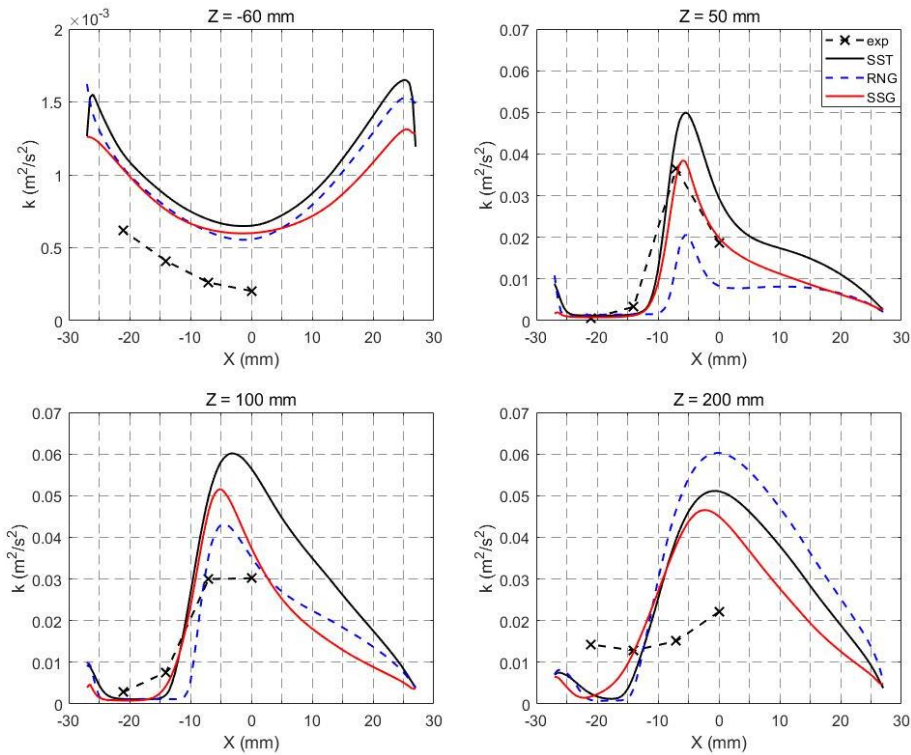 Z = -60 mm
×10⁻³
2
1.5
1
0.5
0
k (m²/s²)
-30 -20 -10 0 10 20 30
X (mm)
Z = 50 mm
0.07
0.06
0.05
0.04
0.03
0.02
0.01
0
k (m²/s²)
exp
SST
RNG
SSG
-30 -20 -10 0 10 20 30
X (mm)
Z = 100 mm
0.07
0.06
0.05
0.04
0.03
0.02
0.01
0
k (m²/s²)
-30 -20 -10 0 10 20 30
X (mm)
Z = 200 mm
0.07
0.06
0.05
0.04
0.03
0.02
0.01
0
k (m²/s²)
-30 -20 -10 0 10 20 30
X (mm)